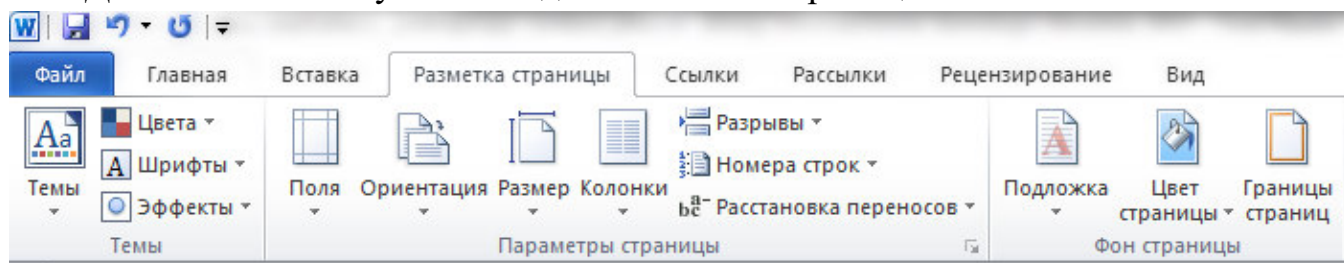 W
Файл Главная Вставка Разметка страницы Ссылки Рассылки Рецензирование Вид
Aa Темы
Цвета
A Шрифты
Эффекты
Темы
Поля Ориентация Размер Колонки
Разрывы
Номера строк
Расстановка переносов
Параметры страницы
Подложка
Цвет страницы
Границы страниц
Фон страницы